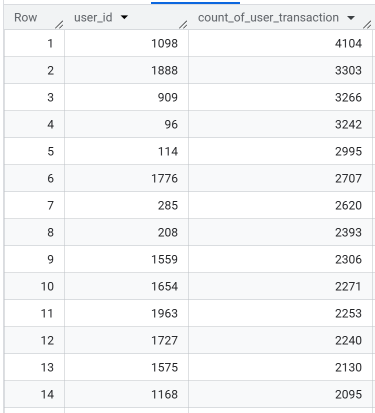 Row user_id count_of_user_transaction
1 1098 4104
2 1888 3303
3 909 3266
4 96 3242
5 114 2995
6 1776 2707
7 285 2620
8 208 2393
9 1559 2306
10 1654 2271
11 1963 2253
12 1727 2240
13 1575 2130
14 1168 2095